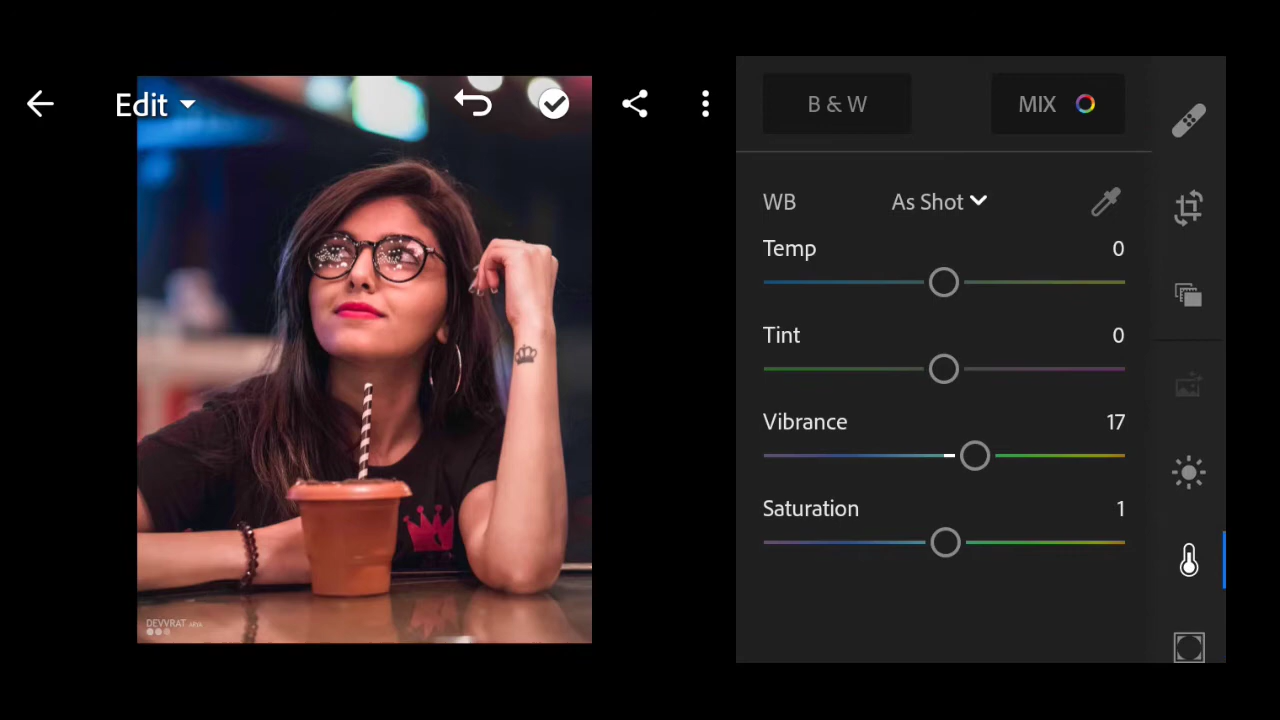 Edit
B & W
MIX
WB
As Shot
Temp
0
Tint
0
Vibrance
17
Saturation
1
DEVVRAT